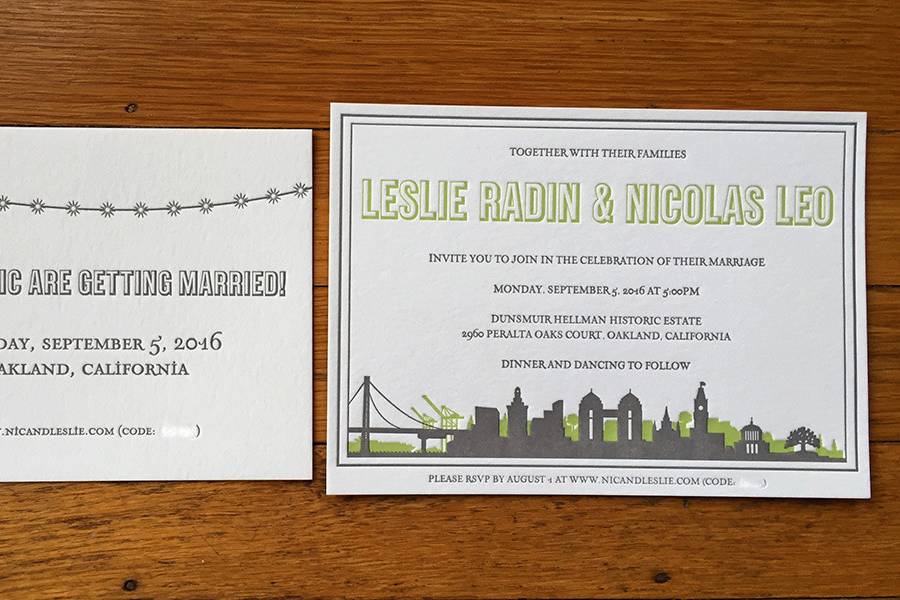 IC ARE GETTING MARRIED!
DAY, SEPTEMBER 5, 2016
AKLAND, CALIFORNIA
.NICANDLESLIE.COM (CODE: )
TOGETHER WITH THEIR FAMILIES
LESLIE RADIN & NICOLAS LEO
INVITE YOU TO JOIN IN THE CELEBRATION OF THEIR MARRIAGE
MONDAY, SEPTEMBER 5, 2016 AT 5:00PM
DUNSMUIR HELLMAN HISTORIC ESTATE
2960 PERALTA OAKS COURT, OAKLAND, CALIFORNIA
DINNER AND DANCING TO FOLLOW
PLEASE RSVP BY AUGUST 1 AT WWW.NICANDLESLIE.COM (CODE: )